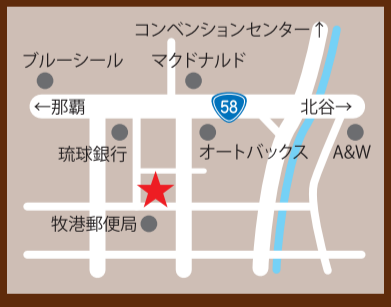 コンベンションセンター↑
ブルーシール
マクドナルド
←那覇
58
北谷→
琉球銀行
オートバックス
A&W
牧港郵便局